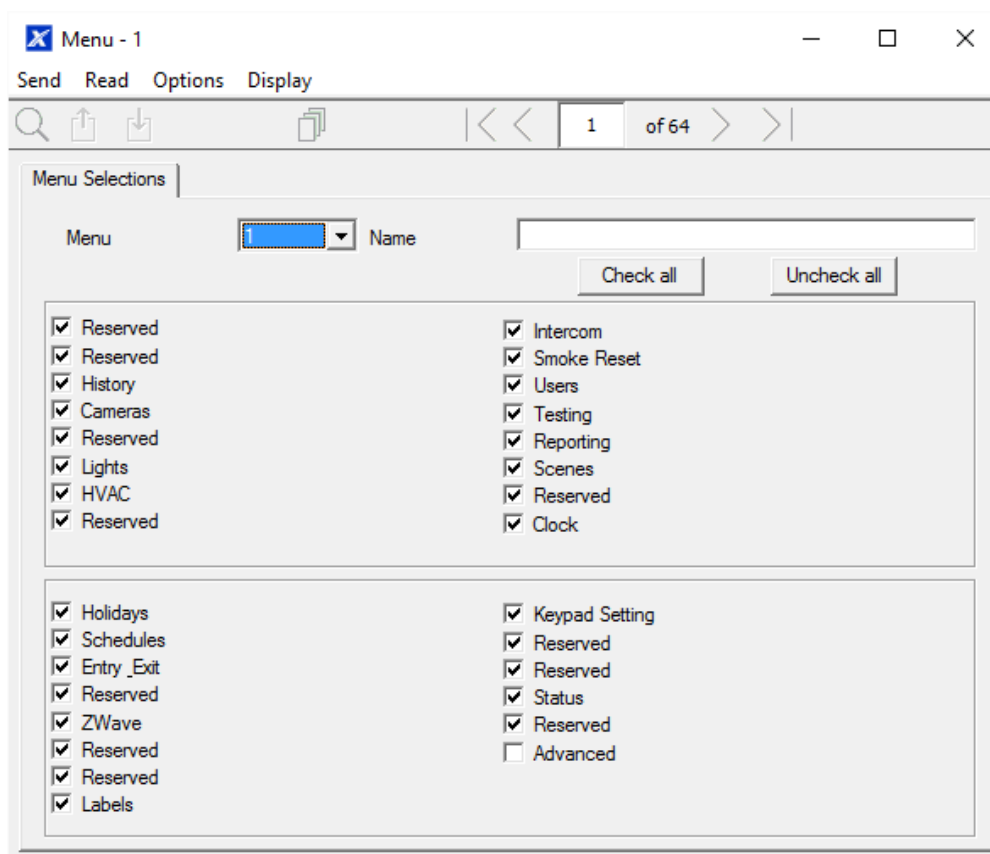 Menu - 1
Send Read Options Display
1 of 64
Menu Selections
Menu 1 Name
Check all Uncheck all
Reserved
Reserved
History
Cameras
Reserved
Lights
HVAC
Reserved
Intercom
Smoke Reset
Users
Testing
Reporting
Scenes
Reserved
Clock
Holidays
Schedules
Entry _Exit
Reserved
ZWave
Reserved
Reserved
Labels
Keypad Setting
Reserved
Reserved
Status
Reserved
Advanced